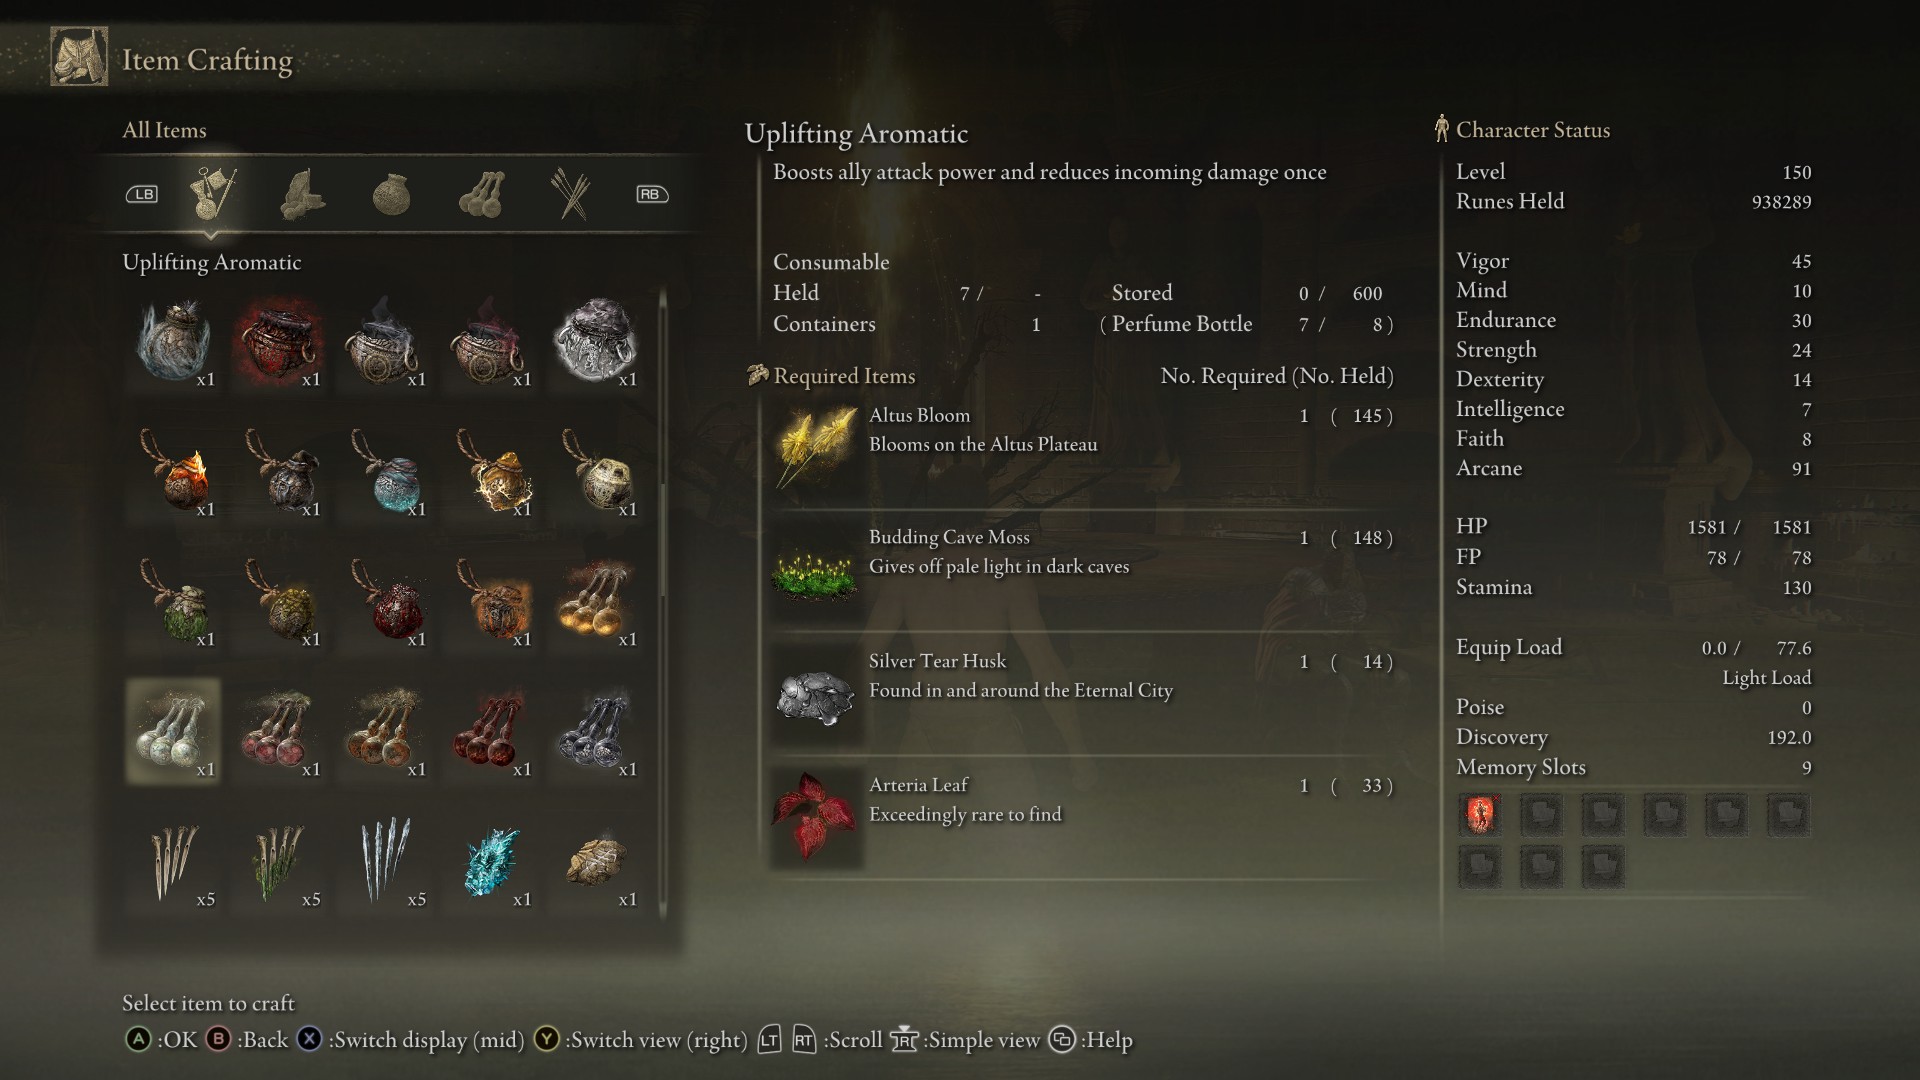 Item Crafting
All Items
LB
RB
Uplifting Aromatic
x1 x1 x1 x1 x1
x1 x1 x1 x1 x1
x1 x1 x1 x1 x1
x1 x1 x1 x1 x1
x5 x5 x5 x1 x1
Uplifting Aromatic
Boosts ally attack power and reduces incoming damage once
Consumable
Held 7 / - Stored 0 / 600
Containers 1 ( Perfume Bottle 7 / 8 )
Required Items No. Required (No. Held)
Altus Bloom 1 ( 145 )
Blooms on the Altus Plateau
Budding Cave Moss 1 ( 148 )
Gives off pale light in dark caves
Silver Tear Husk 1 ( 14 )
Found in and around the Eternal City
Arteria Leaf 1 ( 33 )
Exceedingly rare to find
Character Status
Level 150
Runes Held 938289
Vigor 45
Mind 10
Endurance 30
Strength 24
Dexterity 14
Intelligence 7
Faith 8
Arcane 91
HP 1581 / 1581
FP 78 / 78
Stamina 130
Equip Load 0.0 / 77.6
Light Load
Poise 0
Discovery 192.0
Memory Slots 9
Select item to craft
A :OK B :Back X :Switch display (mid) Y :Switch view (right) LT RT :Scroll R :Simple view :Help